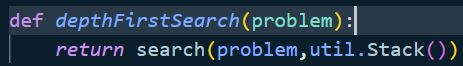 def depthFirstSearch(problem):
    return search(problem,util.Stack())